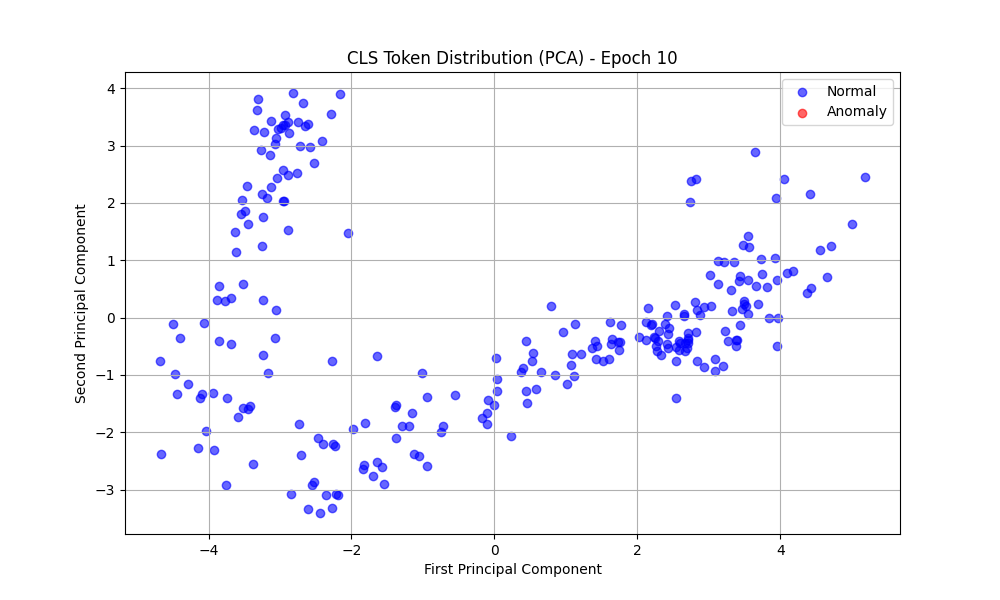 CLS Token Distribution (PCA) - Epoch 10
Normal
Anomaly
Second Principal Component
4
3
2
1
0
−1
−2
−3
−4
−2
0
2
4
First Principal Component